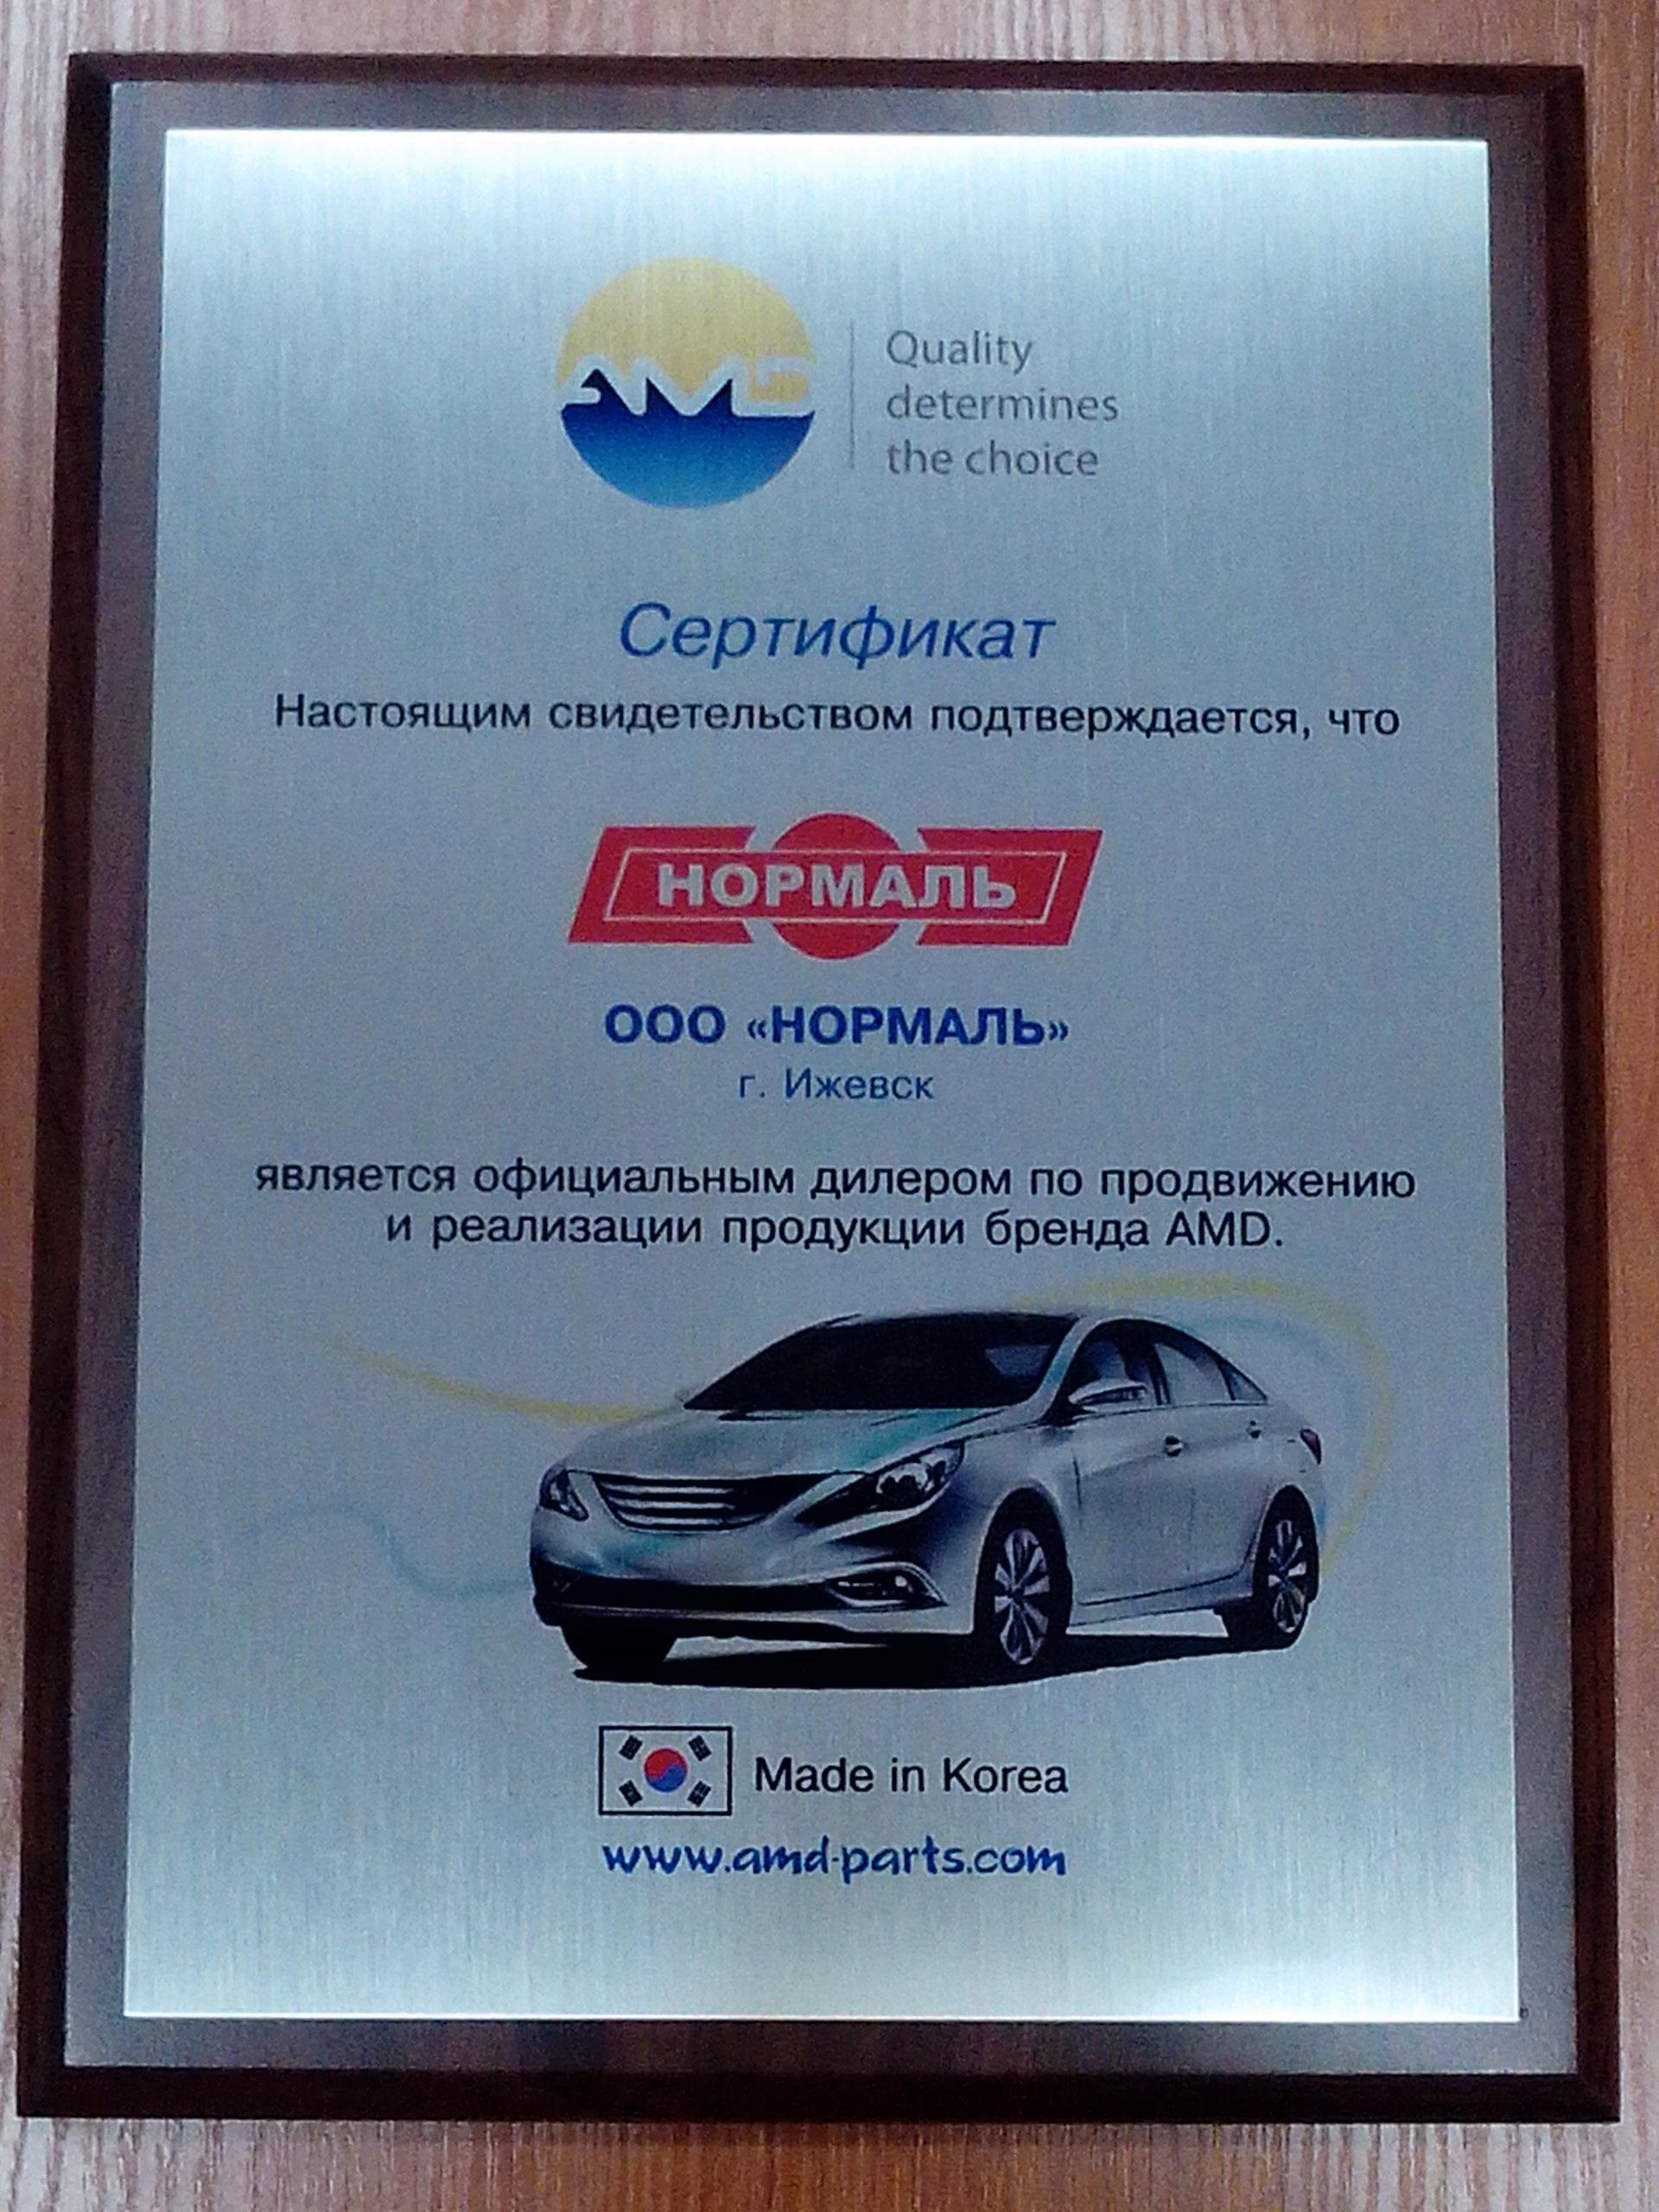 AMD
Quality
determines
the choice
Сертификат
Настоящим свидетельством подтверждается, что
НОРМАЛЬ
ООО «НОРМАЛЬ»
г. Ижевск
является официальным дилером по продвижению
и реализации продукции бренда AMD.
Made in Korea
www.amd-parts.com